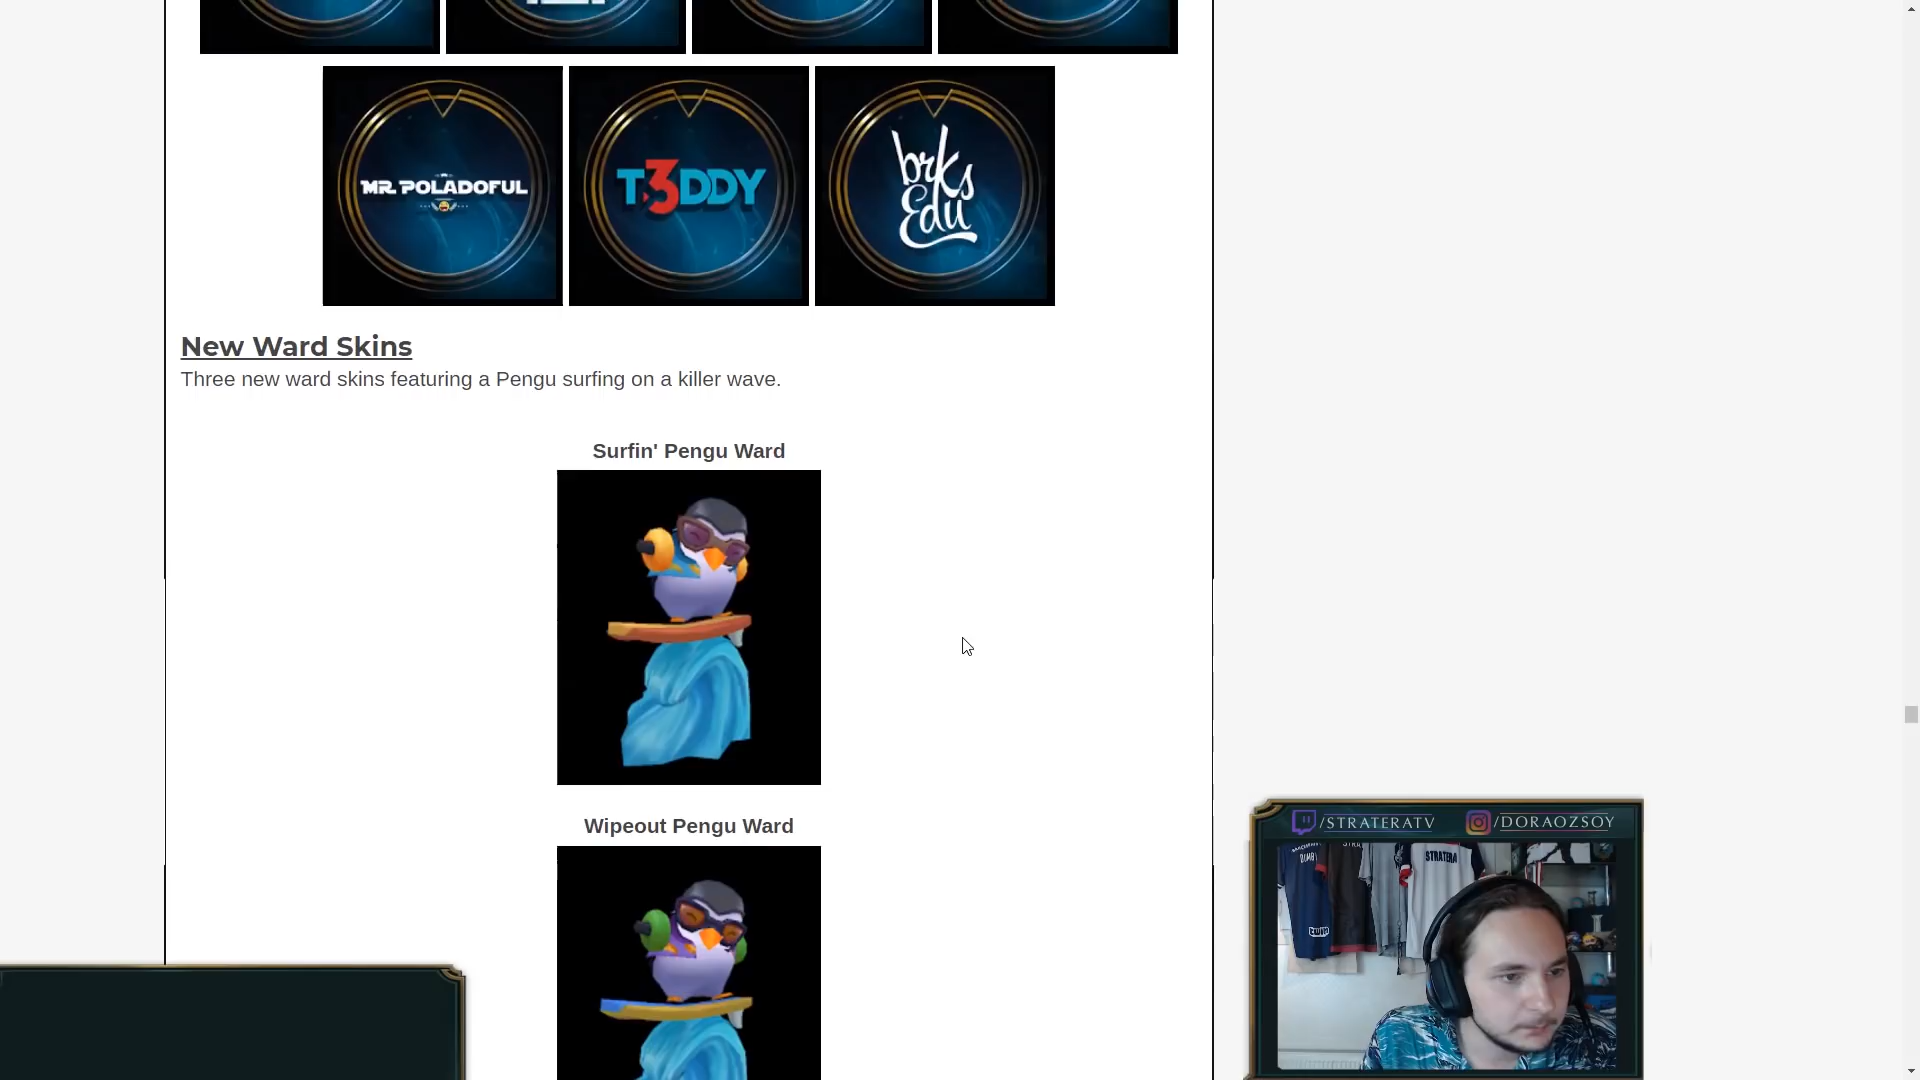 MR. POLADOFUL
T3DDY
brks
Edu
New Ward Skins
Three new ward skins featuring a Pengu surfing on a killer wave.
Surfin' Pengu Ward
Wipeout Pengu Ward
/STRATERATV
/DORAOZSOY
STRATERA